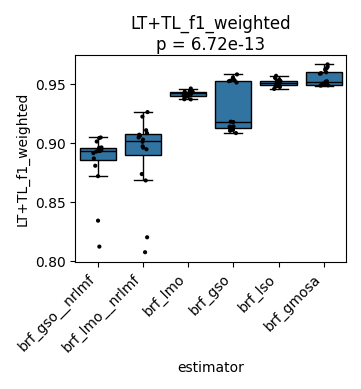 LT+TL_f1_weighted
p = 6.72e-13
LT+TL_f1_weighted
0.95
0.90
0.85
0.80
brf_gso__nrlmf
brf_lmo__nrlmf
brf_lmo
brf_gso
brf_lso
brf_gmosa
estimator